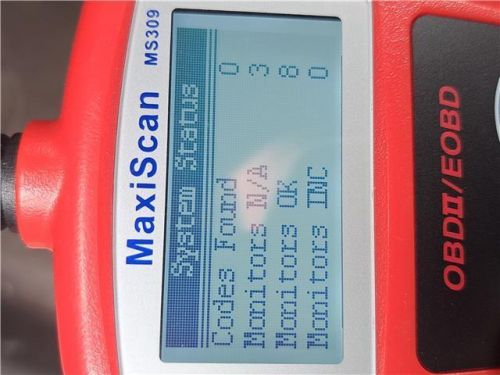 MaxiScan MS309
System Status
Codes Found 0
Monitors N/A 3
Monitors OK 8
Monitors INC 0
OBDII/EOBD